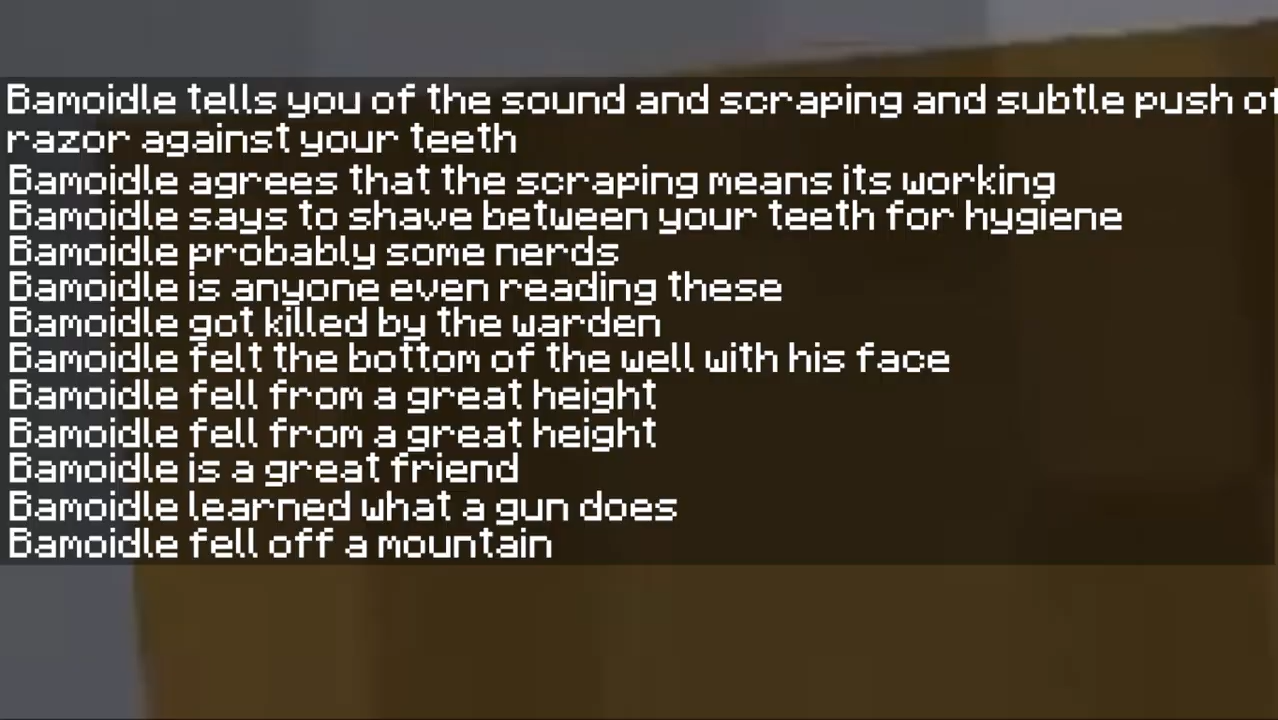 Bamoidle tells you of the sound and scraping and subtle push of
razor against your teeth
Bamoidle agrees that the scraping means its working
Bamoidle says to shave between your teeth for hygiene
Bamoidle probably some nerds
Bamoidle is anyone even reading these
Bamoidle got killed by the warden
Bamoidle felt the bottom of the well with his face
Bamoidle fell from a great height
Bamoidle fell from a great height
Bamoidle is a great friend
Bamoidle learned what a gun does
Bamoidle fell off a mountain